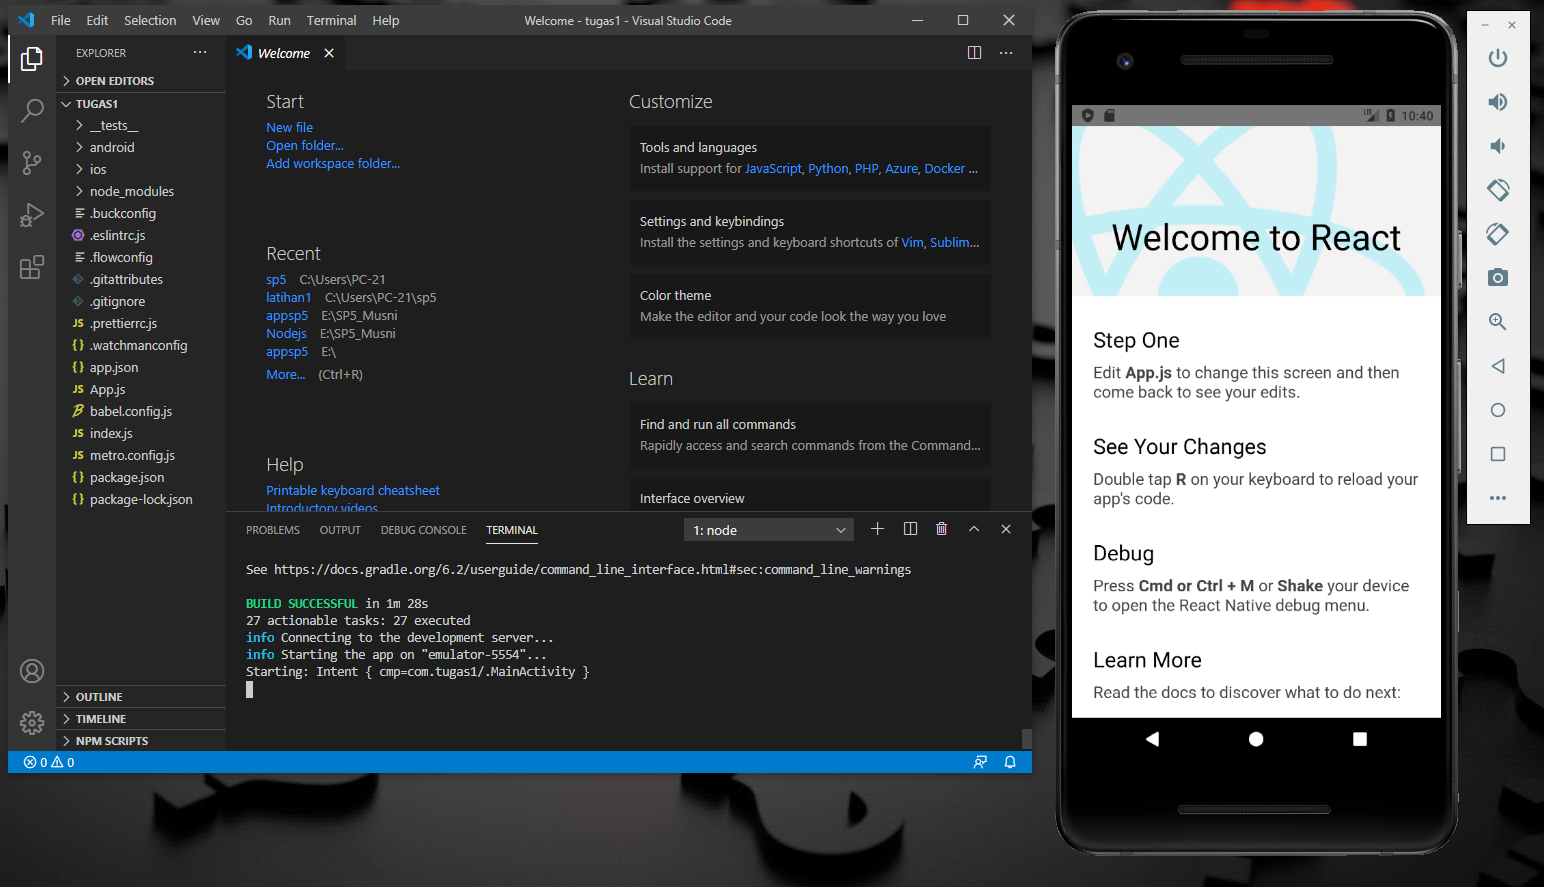 File Edit Selection View Go Run Terminal Help
Welcome - tugas1 - Visual Studio Code
EXPLORER
OPEN EDITORS
TUGAS1
__tests__
android
ios
node_modules
.buckconfig
.eslintrc.js
.flowconfig
.gitattributes
.gitignore
.prettierrc.js
.watchmanconfig
app.json
App.js
babel.config.js
index.js
metro.config.js
package.json
package-lock.json
OUTLINE
TIMELINE
NPM SCRIPTS
Welcome
Start
New file
Open folder...
Add workspace folder...
Recent
sp5 C:\Users\PC-21
latihan1 C:\Users\PC-21\sp5
appsp5 E:\SP5_Musni
Nodejs E:\SP5_Musni
appsp5 E:\
More... (Ctrl+R)
Help
Printable keyboard cheatsheet
Introductory videos
Customize
Tools and languages
Install support for JavaScript, Python, PHP, Azure, Docker ...
Settings and keybindings
Install the settings and keyboard shortcuts of Vim, Sublim...
Color theme
Make the editor and your code look the way you love
Learn
Find and run all commands
Rapidly access and search commands from the Command...
Interface overview
PROBLEMS OUTPUT DEBUG CONSOLE TERMINAL
1: node
See https://docs.gradle.org/6.2/userguide/command_line_interface.html#sec:command_line_warnings
BUILD SUCCESSFUL in 1m 28s
27 actionable tasks: 27 executed
info Connecting to the development server...
info Starting the app on "emulator-5554"...
Starting: Intent { cmp=com.tugas1/.MainActivity }
0 0
LTE 10:40
Welcome to React
Step One
Edit App.js to change this screen and then
come back to see your edits.
See Your Changes
Double tap R on your keyboard to reload your
app's code.
Debug
Press Cmd or Ctrl + M or Shake your device
to open the React Native debug menu.
Learn More
Read the docs to discover what to do next: